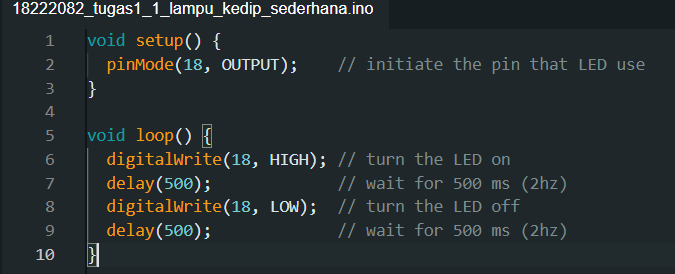 18222082_tugas1_1_lampu_kedip_sederhana.ino
1 void setup() {
2 pinMode(18, OUTPUT); // initiate the pin that LED use
3 }
4
5 void loop() {
6 digitalWrite(18, HIGH); // turn the LED on
7 delay(500); // wait for 500 ms (2hz)
8 digitalWrite(18, LOW); // turn the LED off
9 delay(500); // wait for 500 ms (2hz)
10 }